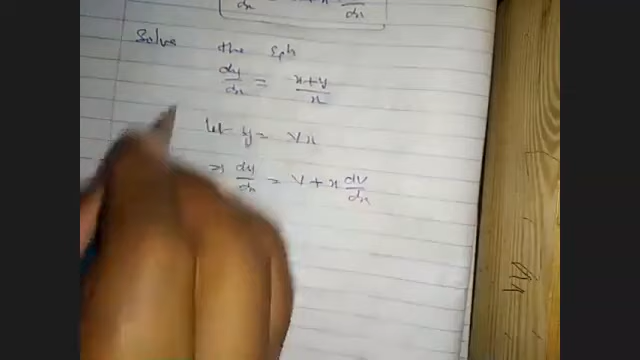 Solve the Eqn
dy/dx = x+y/x
let y = vx
=> dy/dx = v + x dv/dx